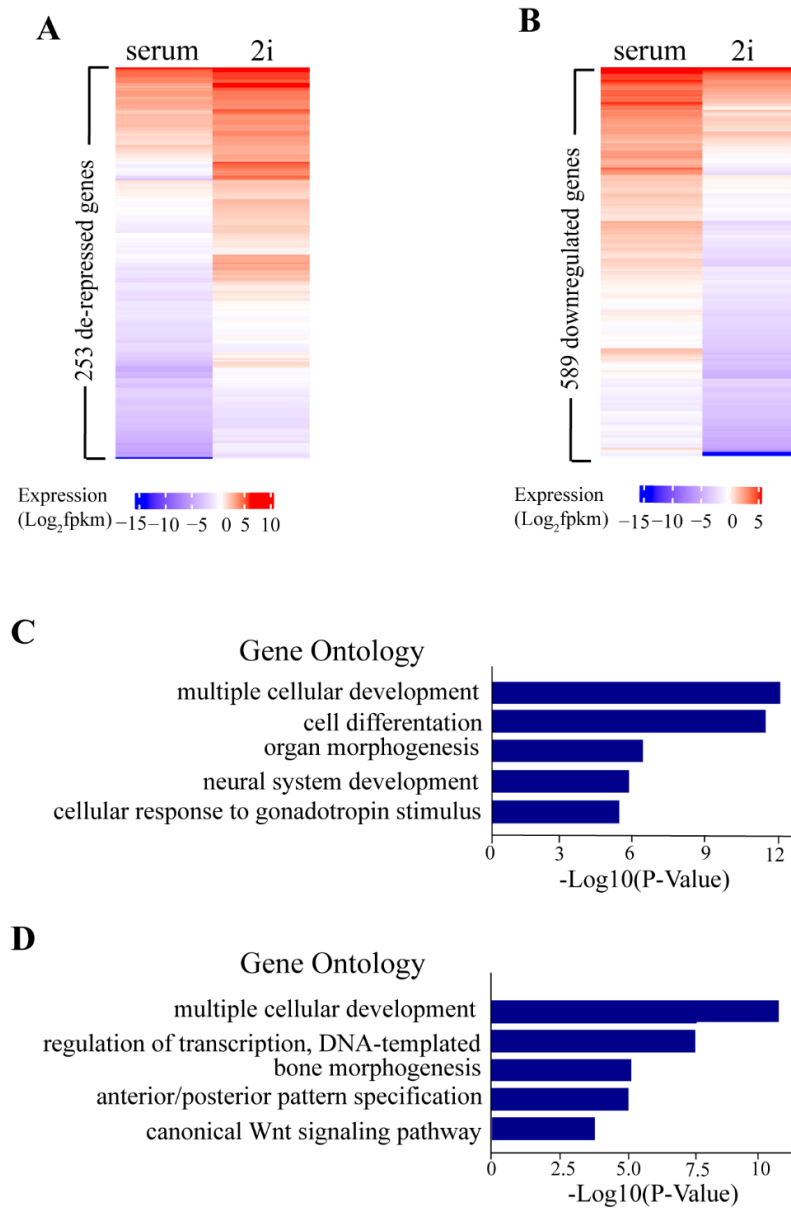 A
serum 2i
253 de-repressed genes
Expression
(Log2fpkm)
−15 −10 −5 0 5 10
B
serum 2i
589 downregulated genes
Expression
(Log2fpkm)
−15 −10 −5 0 5
C
Gene Ontology
multiple cellular development
cell differentation
organ morphogenesis
neural system development
cellular response to gonadotropin stimulus
0 3 6 9 12
-Log10(P-Value)
D
Gene Ontology
multiple cellular development
regulation of transcription, DNA-templated
bone morphogenesis
anterior/posterior pattern specification
canonical Wnt signaling pathway
0 2.5 5.0 7.5 10
-Log10(P-Value)